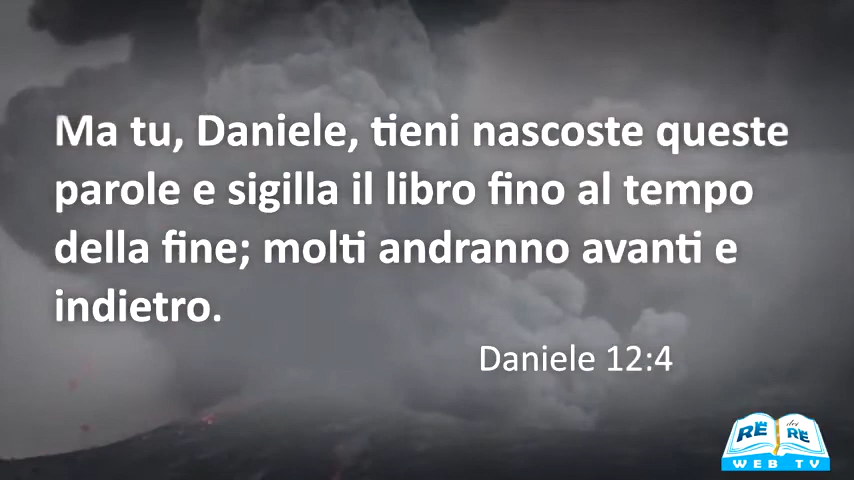 Ma tu, Daniele, tieni nascoste queste
parole e sigilla il libro fino al tempo
della fine; molti andranno avanti e
indietro.
Daniele 12:4
RE dei RE
WEB TV